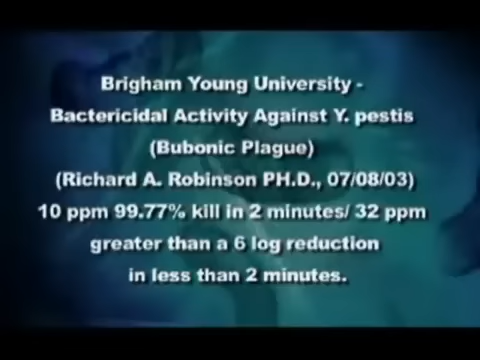 Brigham Young University -
Bactericidal Activity Against Y. pestis
(Bubonic Plague)
(Richard A. Robinson PH.D., 07/08/03)
10 ppm 99.77% kill in 2 minutes/ 32 ppm
greater than a 6 log reduction
in less than 2 minutes.